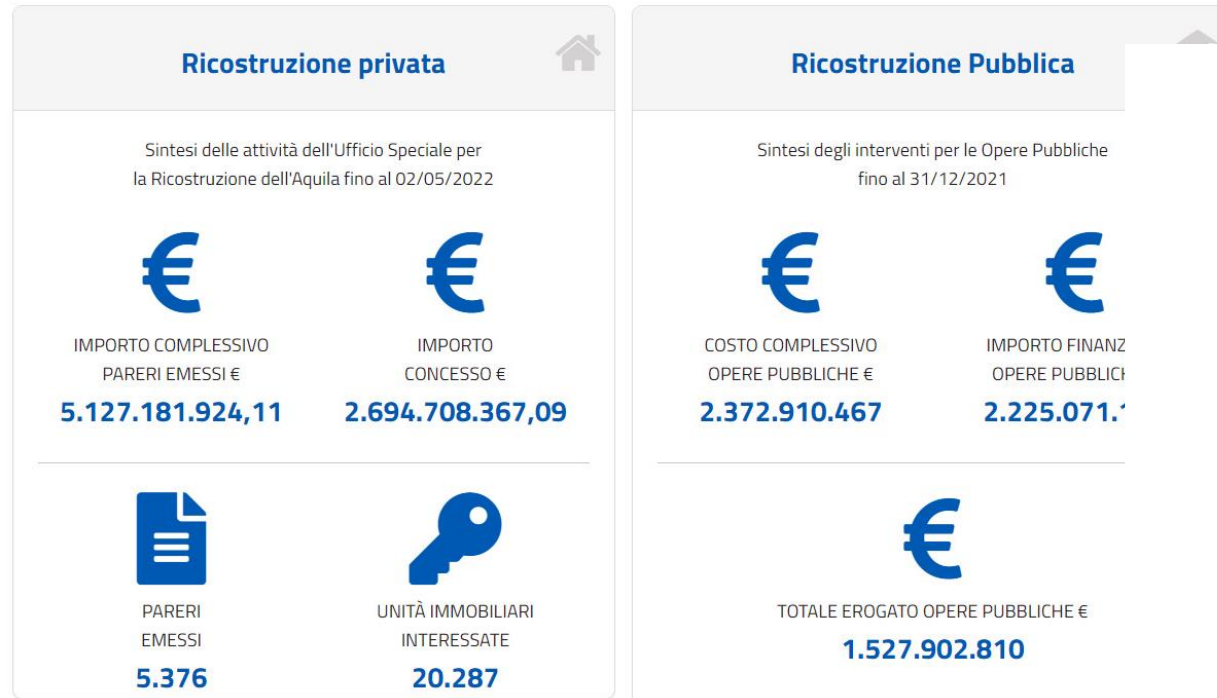 Ricostruzione privata
Sintesi delle attività dell'Ufficio Speciale per
la Ricostruzione dell'Aquila fino al 02/05/2022
IMPORTO COMPLESSIVO
PARERI EMESSI €
5.127.181.924,11
IMPORTO
CONCESSO €
2.694.708.367,09
PARERI
EMESSI
5.376
UNITÀ IMMOBILIARI
INTERESSATE
20.287
Ricostruzione Pubblica
Sintesi degli interventi per le Opere Pubbliche
fino al 31/12/2021
COSTO COMPLESSIVO
OPERE PUBBLICHE €
2.372.910.467
IMPORTO
OPERE
TOTALE EROGATO OPERE PUBBLICHE €
1.527.902.810